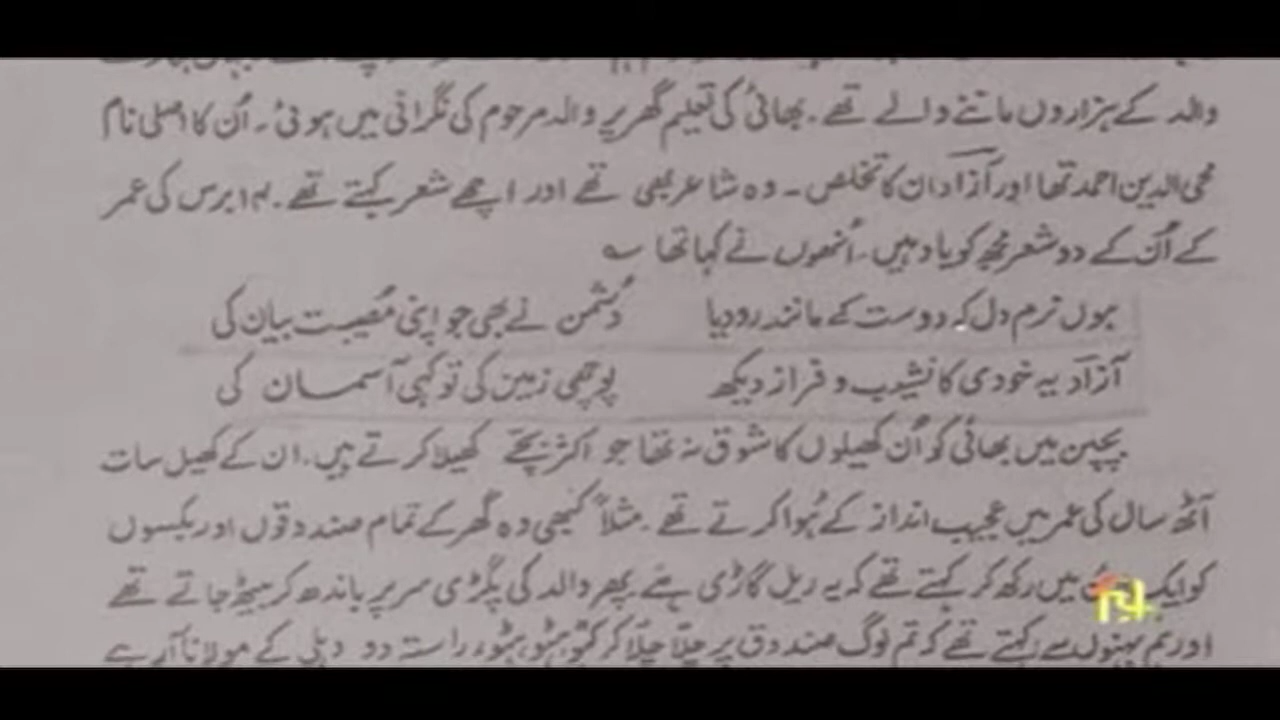 والد کے ہزاروں ماننے والے تھے۔ بھائی کی تعلیم گھر پر والد مرحوم کی نگرانی میں ہوئی۔ اُن کا اصلی نام
محی الدین احمد تھا اور آزاد ان کا تخلص۔ وہ شاعر بھی تھے اور اچھے شعر کہتے تھے۔ ۱۴ برس کی عمر
کے اُن کے دو شعر مجھ کو یاد ہیں۔ اُنھوں نے کہا تھا ؎
ہوں نرم دل کہ دوست کے مانند رو دیا دُشمن نے بھی جو اپنی مُصیبت بیان کی
آزاد یہ خودی کا نشیب و فراز دیکھ پوچھی زمین کی تو کہی آسمان کی
بچپن میں بھائی کو اُن کھیلوں کا شوق نہ تھا جو اکثر بچّے کھیلا کرتے ہیں۔ ان کے کھیل سات
آٹھ سال کی عمر میں عجیب انداز کے ہُوا کرتے تھے۔ مثلاً کبھی وہ گھر کے تمام صندوقوں اور بکسوں
کو ایک میں رکھ کر کہتے تھے کہ یہ ریل گاڑی ہے۔ پھر والد کی پگڑی سر پر باندھ کر بیٹھ جاتے تھے
اور ہم بہنوں سے کہتے تھے کہ تم لوگ صندوق پر چلّا چلّا کر کہو، ہٹو، ہٹو، راستہ دو دہلی کے مولانا آرہے